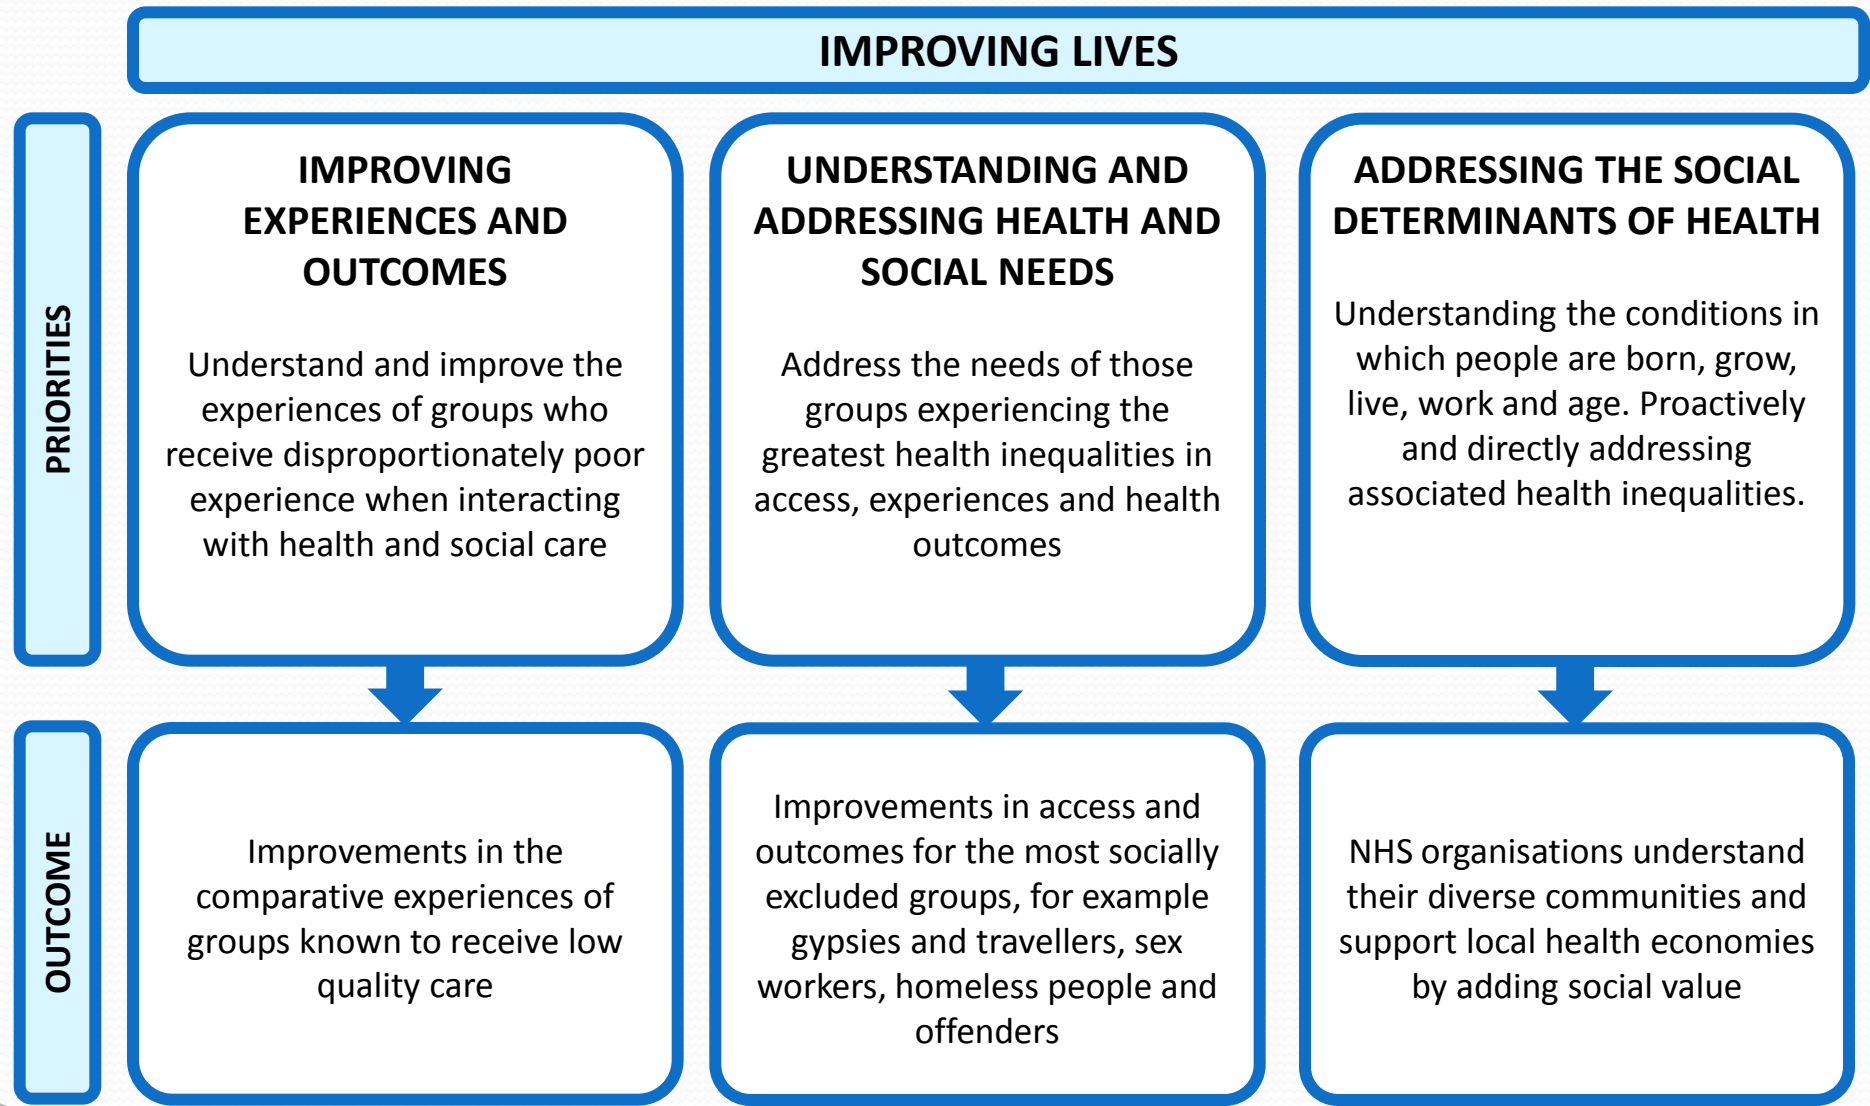 IMPROVING LIVES
PRIORITIES
IMPROVING
EXPERIENCES AND
OUTCOMES
Understand and improve the
experiences of groups who
receive disproportionately poor
experience when interacting
with health and social care
UNDERSTANDING AND
ADDRESSING HEALTH AND
SOCIAL NEEDS
Address the needs of those
groups experiencing the
greatest health inequalities in
access, experiences and health
outcomes
ADDRESSING THE SOCIAL
DETERMINANTS OF HEALTH
Understanding the conditions in
which people are born, grow,
live, work and age. Proactively
and directly addressing
associated health inequalities.
OUTCOME
Improvements in the
comparative experiences of
groups known to receive low
quality care
Improvements in access and
outcomes for the most socially
excluded groups, for example
gypsies and travellers, sex
workers, homeless people and
offenders
NHS organisations understand
their diverse communities and
support local health economies
by adding social value